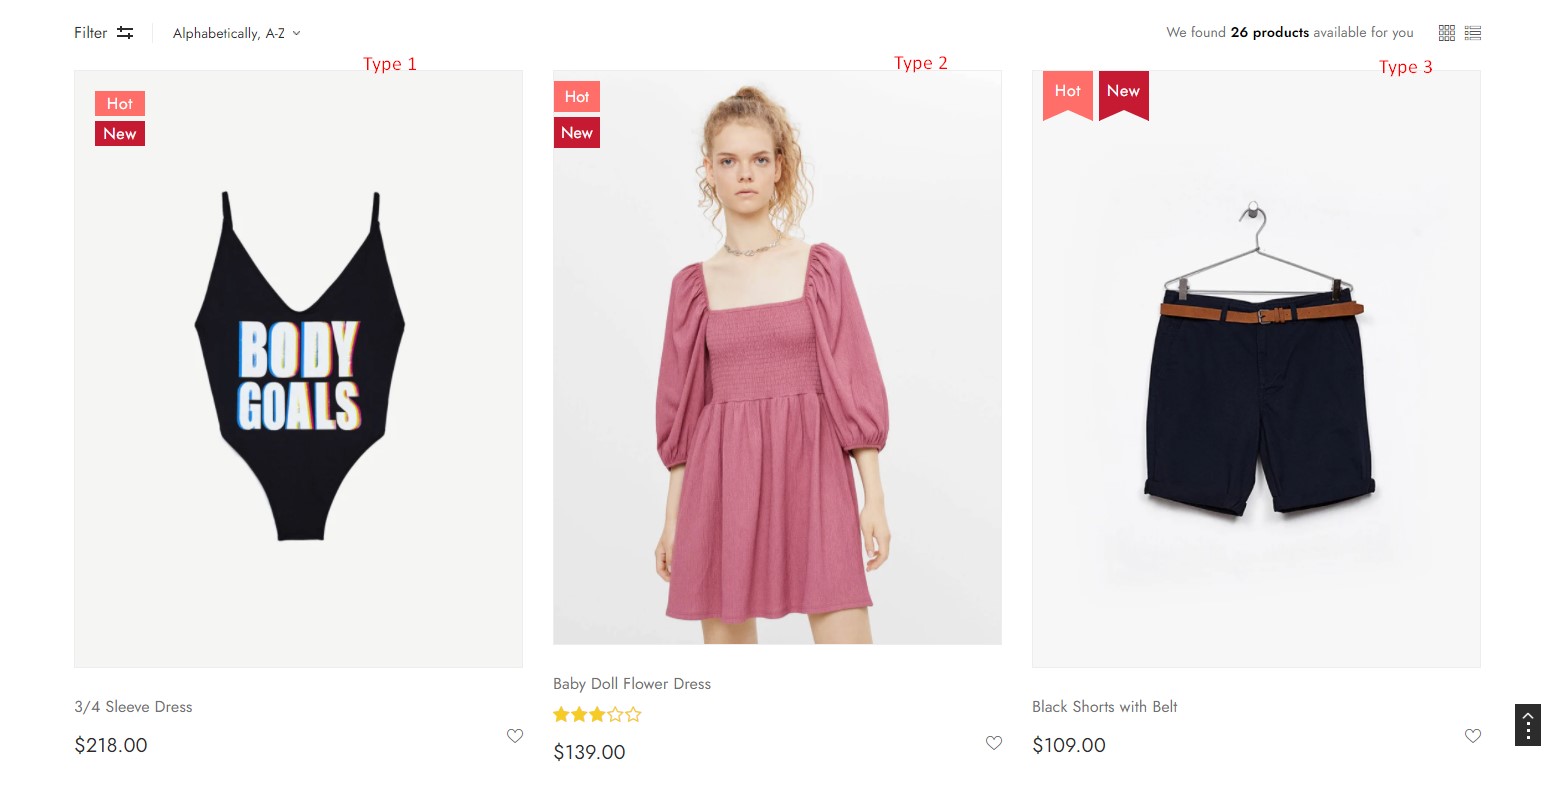 Filter
Alphabetically, A-Z
We found 26 products available for you
Type 1
Type 2
Type 3
Hot
New
Hot
New
Hot New
BODY
GOALS
3/4 Sleeve Dress
$218.00
Baby Doll Flower Dress
$139.00
Black Shorts with Belt
$109.00